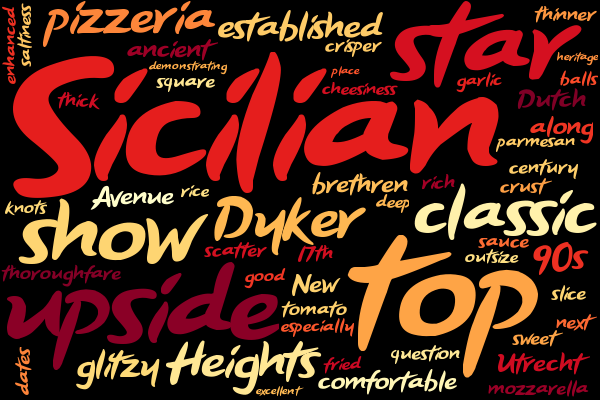 enhanced
saltiness
pizzeria
established
star
thinner
ancient
crisper
heritage
demonstrating
square
place
cheesiness
garlic
balls
thick
Sicilian
Dutch
along
parmesan
century
crust
knots
Avenue
rice
brethren
rich
deep
classic
show
Dyker
scatter
17th
sauce
outsize
90s
thoroughfare
good
New
top
slice
upside
tomato
especially
next
sweet
dates
glitzy
Heights
fried
question
Utrecht
comfortable
excellent
mozzarella